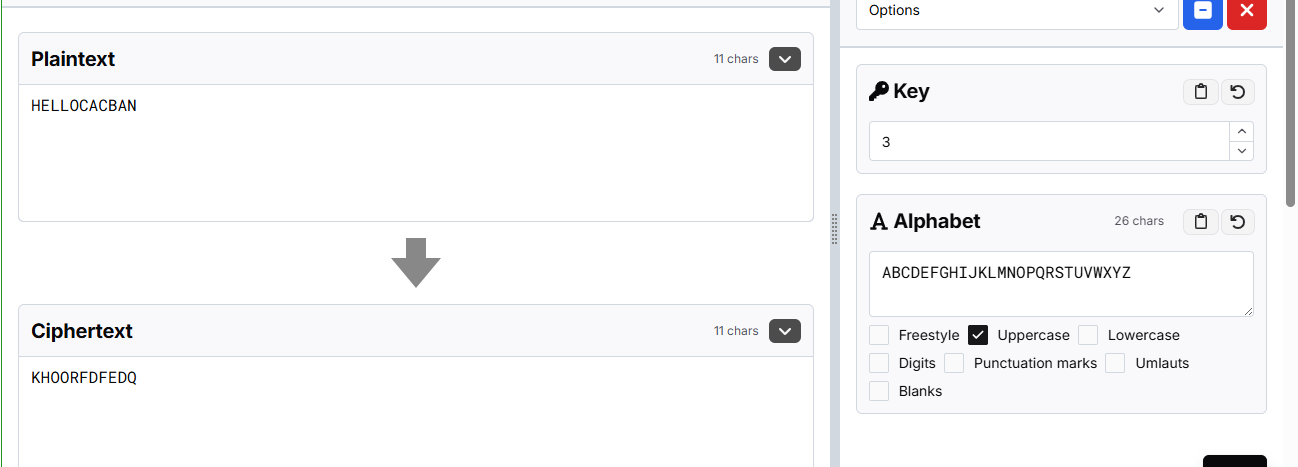 Options
Plaintext
11 chars
HELLOCACBAN
Ciphertext
11 chars
KHOORFDFEDQ
Key
3
Alphabet
26 chars
ABCDEFGHIJKLMNOPQRSTUVWXYZ
Freestyle Uppercase Lowercase
Digits Punctuation marks Umlauts
Blanks